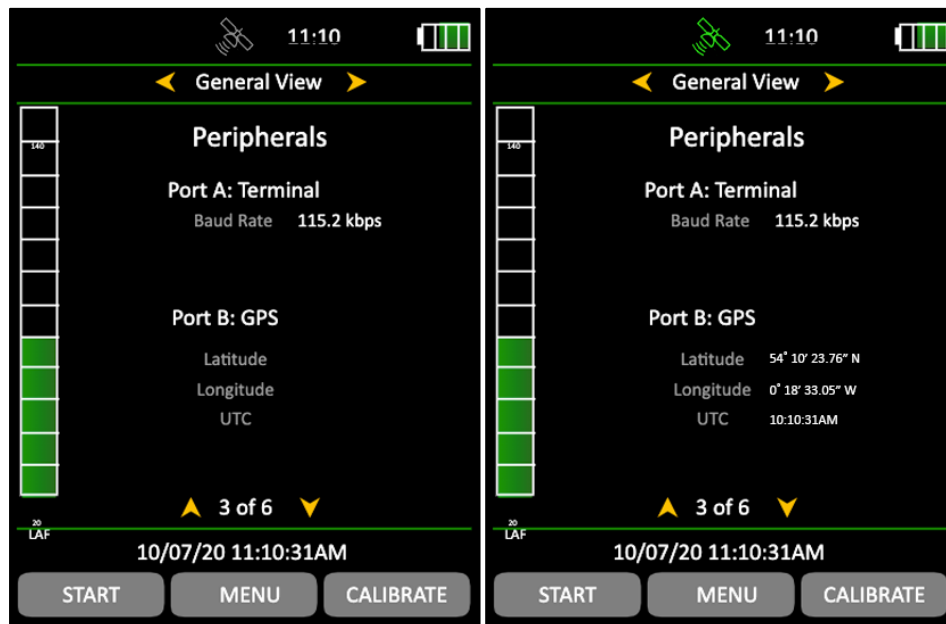 11:10
General View
140
Peripherals
Port A: Terminal
Baud Rate 115.2 kbps
Port B: GPS
Latitude
Longitude
UTC
3 of 6
20
LAF
10/07/20 11:10:31AM
START MENU CALIBRATE
11:10
General View
140
Peripherals
Port A: Terminal
Baud Rate 115.2 kbps
Port B: GPS
Latitude 54° 10' 23.76" N
Longitude 0° 18' 33.05" W
UTC 10:10:31AM
3 of 6
20
LAF
10/07/20 11:10:31AM
START MENU CALIBRATE